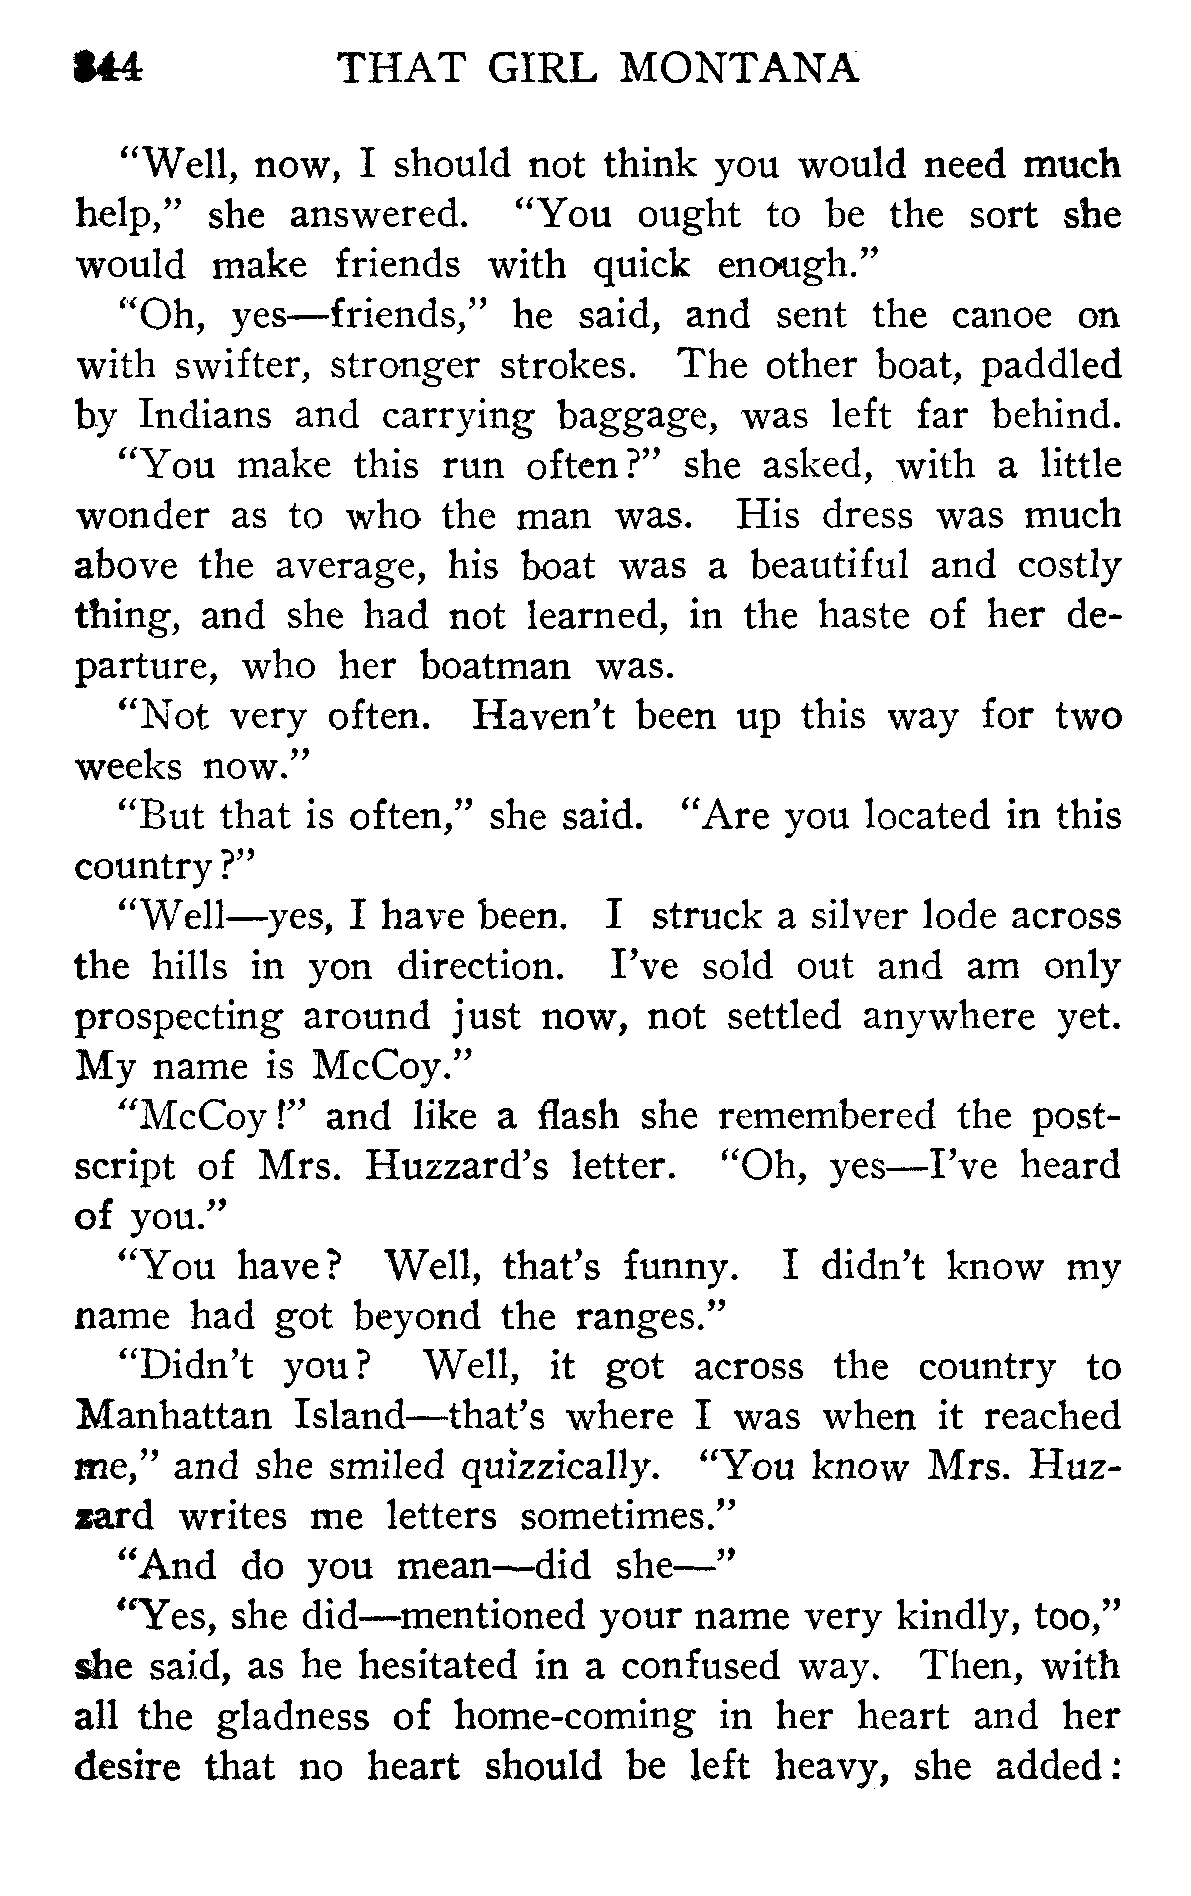 344 THAT GIRL MONTANA
“Well, now, I should not think you would need much
help,” she answered. “You ought to be the sort she
would make friends with quick enough.”
“Oh, yes—friends,” he said, and sent the canoe on
with swifter, stronger strokes. The other boat, paddled
by Indians and carrying baggage, was left far behind.
“You make this run often?” she asked, with a little
wonder as to who the man was. His dress was much
above the average, his boat was a beautiful and costly
thing, and she had not learned, in the haste of her de-
parture, who her boatman was.
“Not very often. Haven’t been up this way for two
weeks now.”
“But that is often,” she said. “Are you located in this
country?”
“Well—yes, I have been. I struck a silver lode across
the hills in yon direction. I’ve sold out and am only
prospecting around just now, not settled anywhere yet.
My name is McCoy.”
“McCoy!” and like a flash she remembered the post-
script of Mrs. Huzzard’s letter. “Oh, yes—I’ve heard
of you.”
“You have? Well, that’s funny. I didn’t know my
name had got beyond the ranges.”
“Didn’t you? Well, it got across the country to
Manhattan Island—that’s where I was when it reached
me,” and she smiled quizzically. “You know Mrs. Huz-
zard writes me letters sometimes.”
“And do you mean—did she—”
“Yes, she did—mentioned your name very kindly, too,”
she said, as he hesitated in a confused way. Then, with
all the gladness of home-coming in her heart and her
desire that no heart should be left heavy, she added: